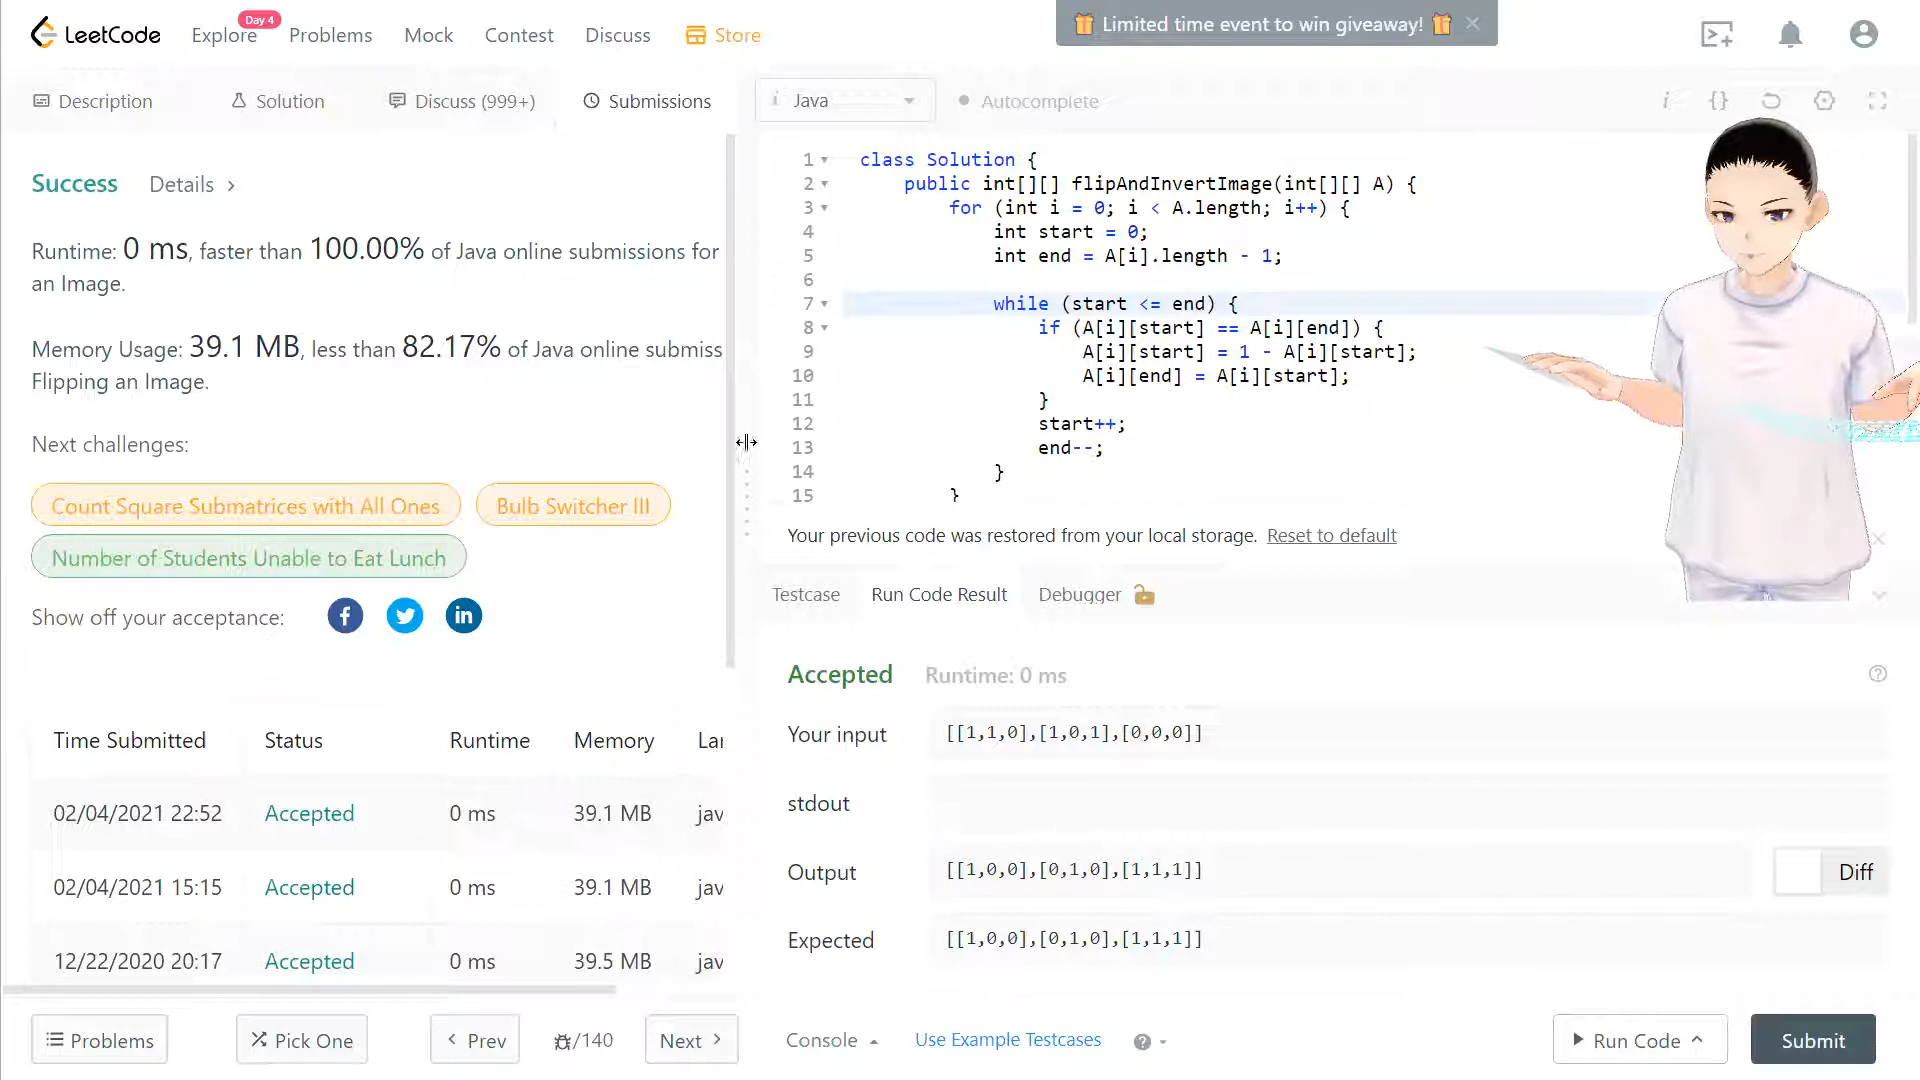 LeetCode
Explore
Day 4
Problems
Mock
Contest
Discuss
Store
Limited time event to win giveaway!
Description
Solution
Discuss (999+)
Submissions
Success
Details
Runtime: 0 ms, faster than 100.00% of Java online submissions for
an Image.
Memory Usage: 39.1 MB, less than 82.17% of Java online submiss
Flipping an Image.
Next challenges:
Count Square Submatrices with All Ones
Bulb Switcher III
Number of Students Unable to Eat Lunch
Show off your acceptance:
Time Submitted Status Runtime Memory Lar
02/04/2021 22:52 Accepted 0 ms 39.1 MB jav
02/04/2021 15:15 Accepted 0 ms 39.1 MB jav
12/22/2020 20:17 Accepted 0 ms 39.5 MB jav
Problems
Pick One
Prev
/140
Next
i Java
Autocomplete
i {}
1 class Solution {
2 public int[][] flipAndInvertImage(int[][] A) {
3 for (int i = 0; i < A.length; i++) {
4 int start = 0;
5 int end = A[i].length - 1;
6
7 while (start <= end) {
8 if (A[i][start] == A[i][end]) {
9 A[i][start] = 1 - A[i][start];
10 A[i][end] = A[i][start];
11 }
12 start++;
13 end--;
14 }
15 }
Your previous code was restored from your local storage. Reset to default
Testcase
Run Code Result
Debugger
Accepted Runtime: 0 ms
Your input [[1,1,0],[1,0,1],[0,0,0]]
stdout
Output [[1,0,0],[0,1,0],[1,1,1]]
Diff
Expected [[1,0,0],[0,1,0],[1,1,1]]
Console
Use Example Testcases
Run Code
Submit